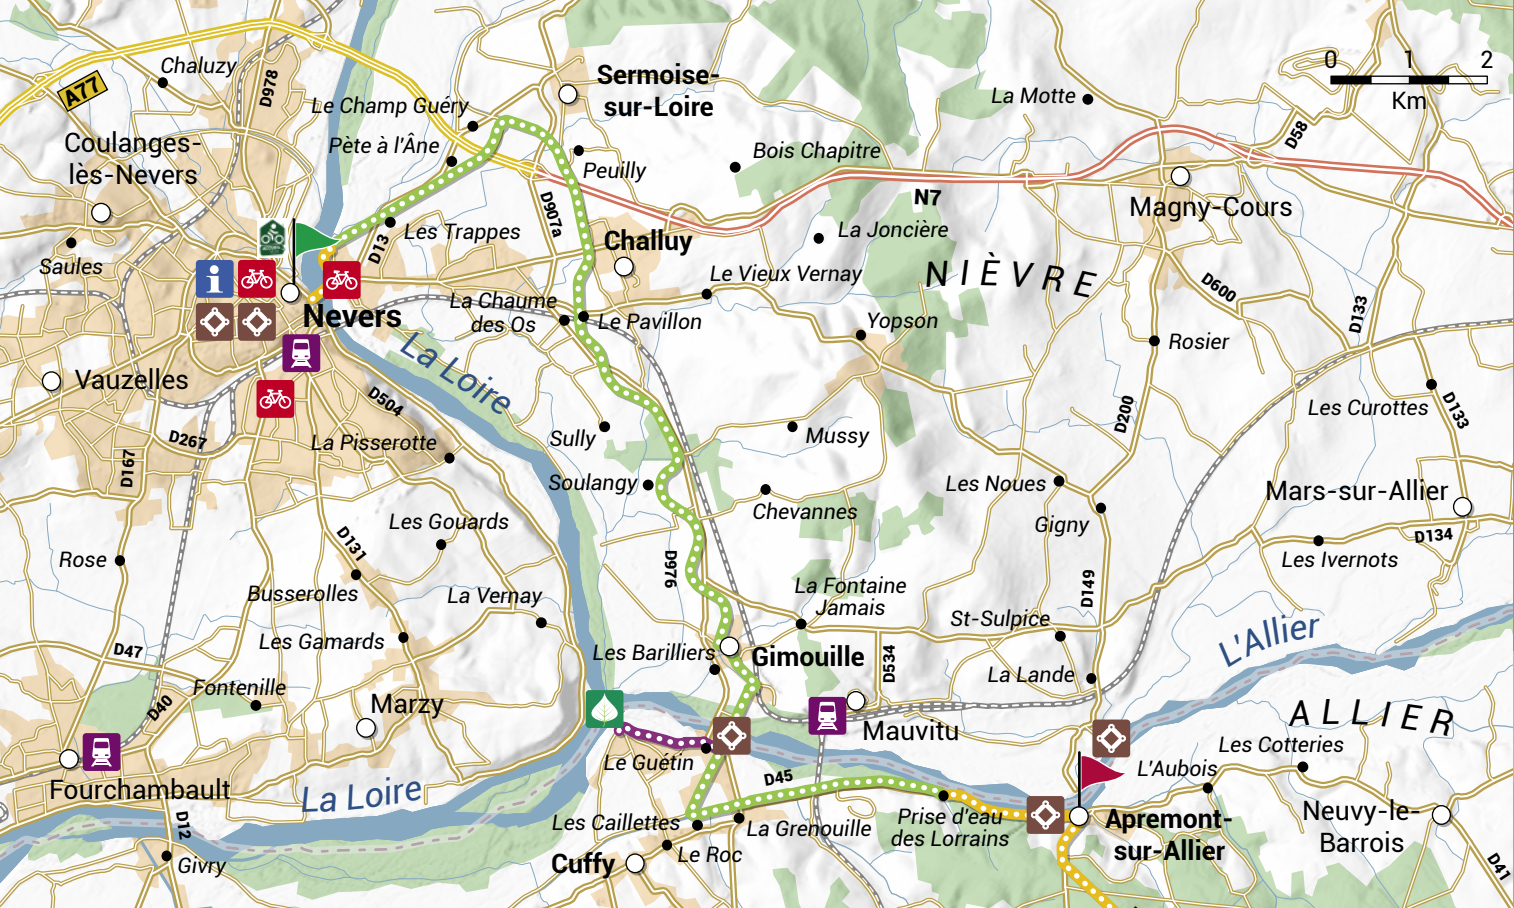 Chaluzy
A77
D978
Sermoise-
sur-Loire
0 1 2
Km
La Motte
Le Champ Guéry
Pète à l'Âne
Peuilly
Bois Chapitre
D58
Coulanges-
lès-Nevers
N7
Magny-Cours
D907a
Les Trappes
D13
Challuy
La Joncière
Saules
i
Le Vieux Vernay
NIÈVRE
D600
D133
La Chaume
des Os
Le Pavillon
Nevers
Yopson
Rosier
La Loire
Vauzelles
D504
D200
Les Curottes
D133
D267
La Pisserotte
Sully
Mussy
D167
Soulangy
Chevannes
Les Noues
Gigny
Mars-sur-Allier
Les Gouards
D131
Rose
D976
D134
Les Ivernots
Busserolles
La Vernay
La Fontaine
Jamais
D149
St-Sulpice
Les Gamards
D47
Les Barilliers
Gimouille
D534
La Lande
L'Allier
Fontenille
D40
Marzy
Mauvitu
ALLIER
Les Cotteries
Fourchambault
La Loire
Le Guétin
D45
L'Aubois
D12
Les Caillettes
La Grenouille
Prise d'eau
des Lorrains
Apremont-
sur-Allier
Neuvy-le-
Barrois
Givry
Cuffy
Le Roc
D41